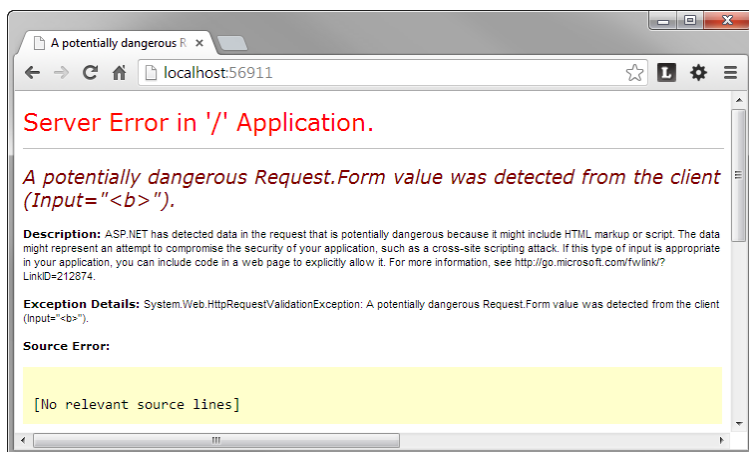 A potentially dangerous R
localhost:56911
L
Server Error in '/' Application.
A potentially dangerous Request.Form value was detected from the client
(Input="<b>").
Description: ASP.NET has detected data in the request that is potentially dangerous because it might include HTML markup or script. The data
might represent an attempt to compromise the security of your application, such as a cross-site scripting attack. If this type of input is appropriate
in your application, you can include code in a web page to explicitly allow it. For more information, see http://go.microsoft.com/fwlink/?
LinkID=212874.
Exception Details: System.Web.HttpRequestValidationException: A potentially dangerous Request.Form value was detected from the client
(Input="<b>").
Source Error:
[No relevant source lines]